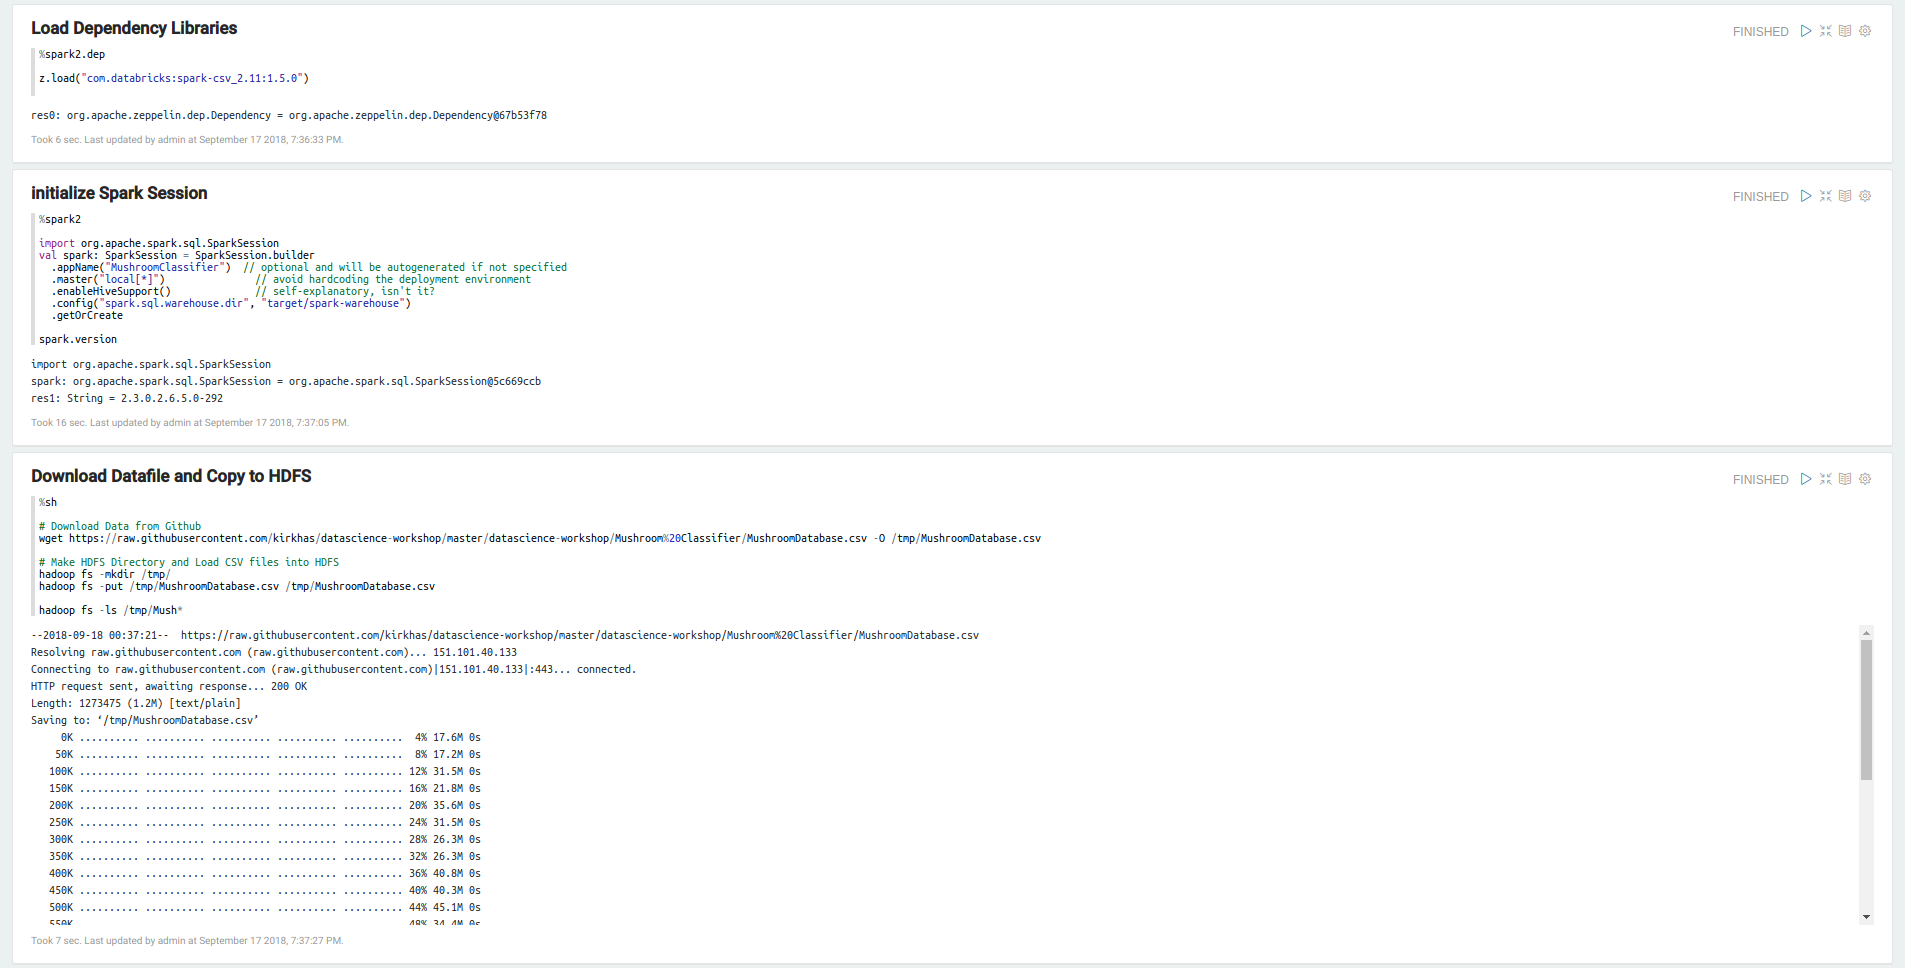 Load Dependency Libraries
FINISHED
%spark2.dep
z.load("com.databricks:spark-csv_2.11:1.5.0")
res0: org.apache.zeppelin.dep.Dependency = org.apache.zeppelin.dep.Dependency@67b53f78
Took 6 sec. Last updated by admin at September 17 2018, 7:36:33 PM.
initialize Spark Session
FINISHED
%spark2
import org.apache.spark.sql.SparkSession
val spark: SparkSession = SparkSession.builder
.appName("MushroomClassifier")  // optional and will be autogenerated if not specified
.master("local[*]")               // avoid hardcoding the deployment environment
.enableHiveSupport()              // self-explanatory, isn't it?
.config("spark.sql.warehouse.dir", "target/spark-warehouse")
.getOrCreate
spark.version
import org.apache.spark.sql.SparkSession
spark: org.apache.spark.sql.SparkSession = org.apache.spark.sql.SparkSession@5c669ccb
res1: String = 2.3.0.2.6.5.0-292
Took 16 sec. Last updated by admin at September 17 2018, 7:37:05 PM.
Download Datafile and Copy to HDFS
FINISHED
%sh
# Download Data from Github
wget https://raw.githubusercontent.com/kirkhas/datascience-workshop/master/datascience-workshop/Mushroom%20Classifier/MushroomDatabase.csv -O /tmp/MushroomDatabase.csv
# Make HDFS Directory and Load CSV files into HDFS
hadoop fs -mkdir /tmp/
hadoop fs -put /tmp/MushroomDatabase.csv /tmp/MushroomDatabase.csv
hadoop fs -ls /tmp/Mush*
--2018-09-18 00:37:21--  https://raw.githubusercontent.com/kirkhas/datascience-workshop/master/datascience-workshop/Mushroom%20Classifier/MushroomDatabase.csv
Resolving raw.githubusercontent.com (raw.githubusercontent.com)... 151.101.40.133
Connecting to raw.githubusercontent.com (raw.githubusercontent.com)|151.101.40.133|:443... connected.
HTTP request sent, awaiting response... 200 OK
Length: 1273475 (1.2M) [text/plain]
Saving to: ‘/tmp/MushroomDatabase.csv’
0K .......... .......... .......... .......... ..........  4% 17.6M 0s
50K .......... .......... .......... .......... ..........  8% 17.2M 0s
100K .......... .......... .......... .......... .......... 12% 31.5M 0s
150K .......... .......... .......... .......... .......... 16% 21.8M 0s
200K .......... .......... .......... .......... .......... 20% 35.6M 0s
250K .......... .......... .......... .......... .......... 24% 31.5M 0s
300K .......... .......... .......... .......... .......... 28% 26.3M 0s
350K .......... .......... .......... .......... .......... 32% 26.3M 0s
400K .......... .......... .......... .......... .......... 36% 40.8M 0s
450K .......... .......... .......... .......... .......... 40% 40.3M 0s
500K .......... .......... .......... .......... .......... 44% 45.1M 0s
550K .......... .......... .......... .......... .......... 48% 34.4M 0s
Took 7 sec. Last updated by admin at September 17 2018, 7:37:27 PM.